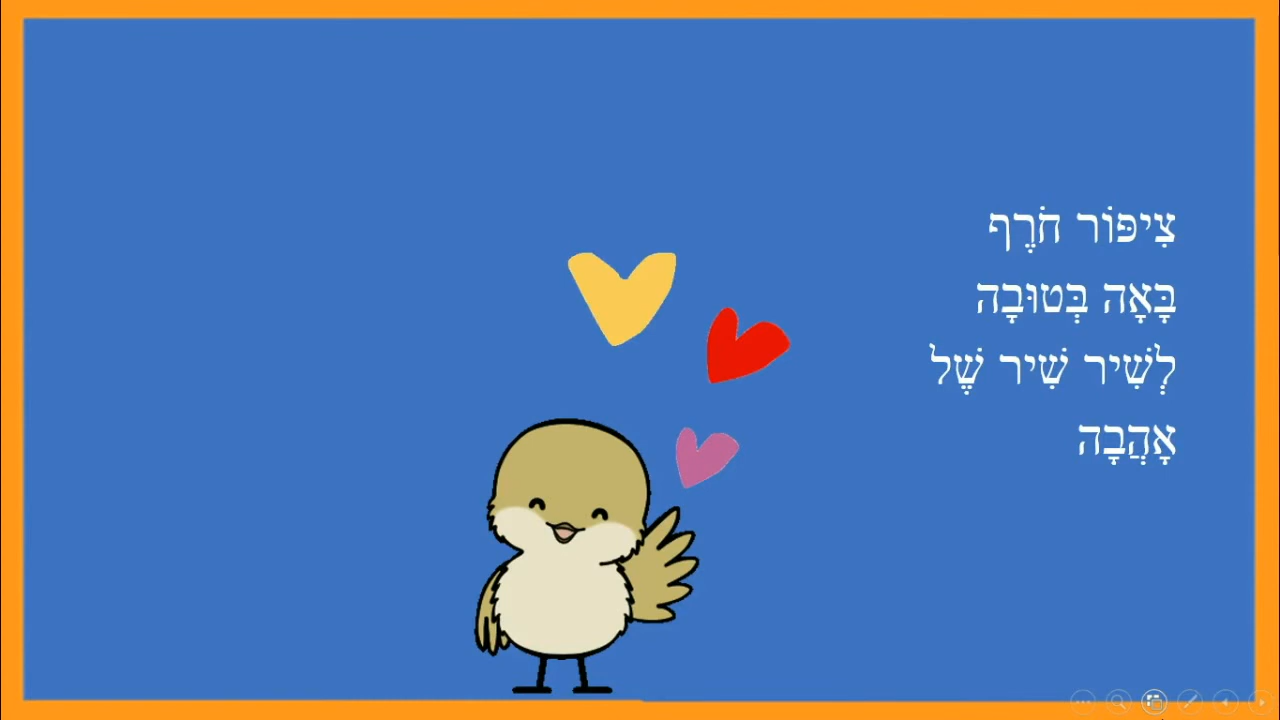 צִיפּוֹר חֹרֶף
בָּאָה בְּטוּבָהּ
לְשִׁיר שִׁיר שֶׁל
אָהֲבָה